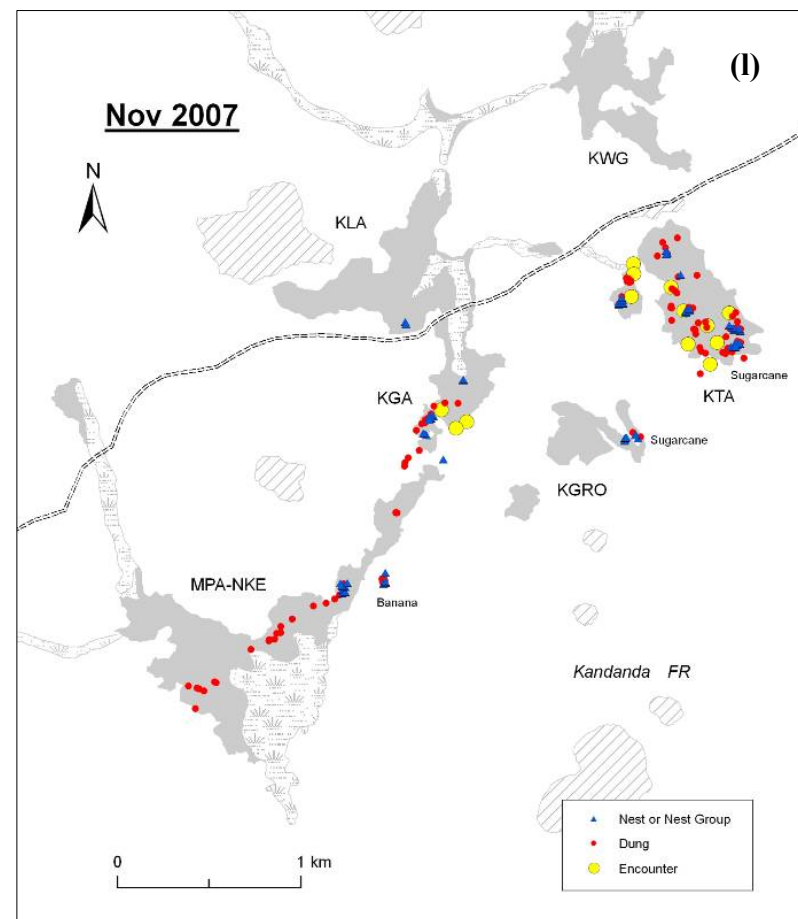 (l)
Nov 2007
KWG
N
KLA
KGA
Sugarcane
KTA
Sugarcane
KGRO
MPA-NKE
Banana
Kandanda FR
Nest or Nest Group
Dung
Encounter
0 1 km